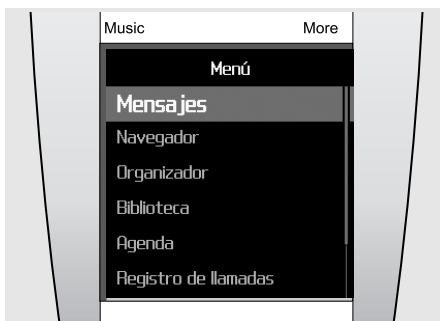 Music More
Menú
Mensajes
Navegador
Organizador
Biblioteca
Agenda
Registro de llamadas